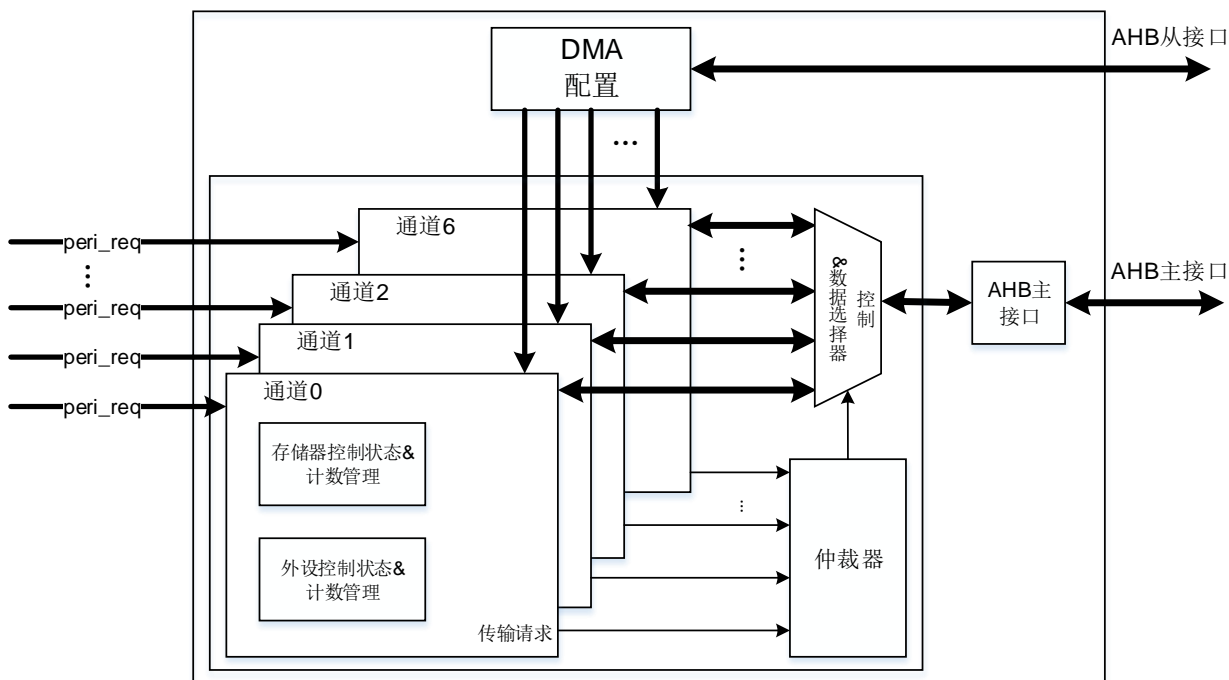 DMA
配置
AHB从接口
...
通道6
peri_req
...
...
通道2
peri_req
通道1
peri_req
通道0
peri_req
控制
&数据选择器
AHB主
接口
AHB主接口
存储器控制状态&
计数管理
...
外设控制状态&
计数管理
仲裁器
传输请求